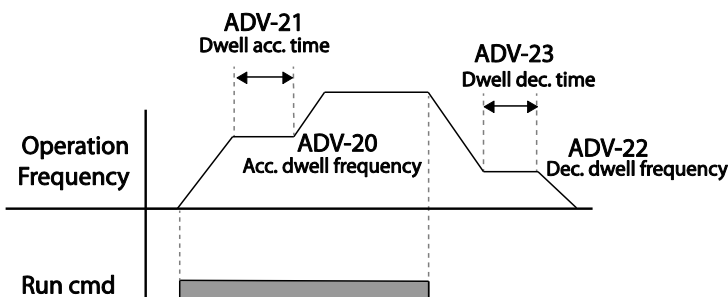 ADV-21
Dwell acc. time
ADV-23
Dwell dec. time
Operation
Frequency
ADV-20
Acc. dwell frequency
ADV-22
Dec. dwell frequency
Run cmd